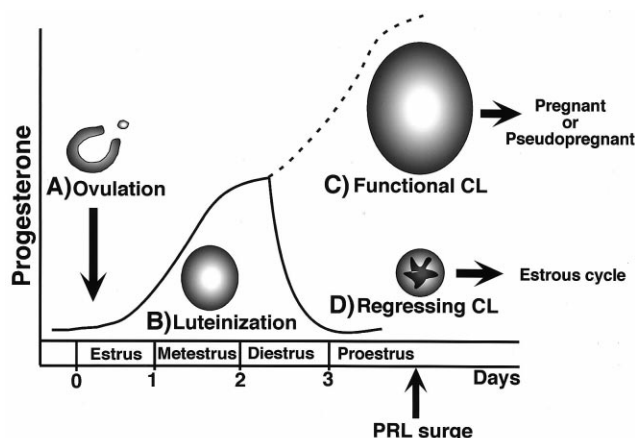 Progesterone
A) Ovulation
B) Luteinization
C) Functional CL
D) Regressing CL
Pregnant
or
Pseudopregnant
Estrous cycle
Estrus Metestrus Diestrus Proestrus
0 1 2 3 Days
PRL surge